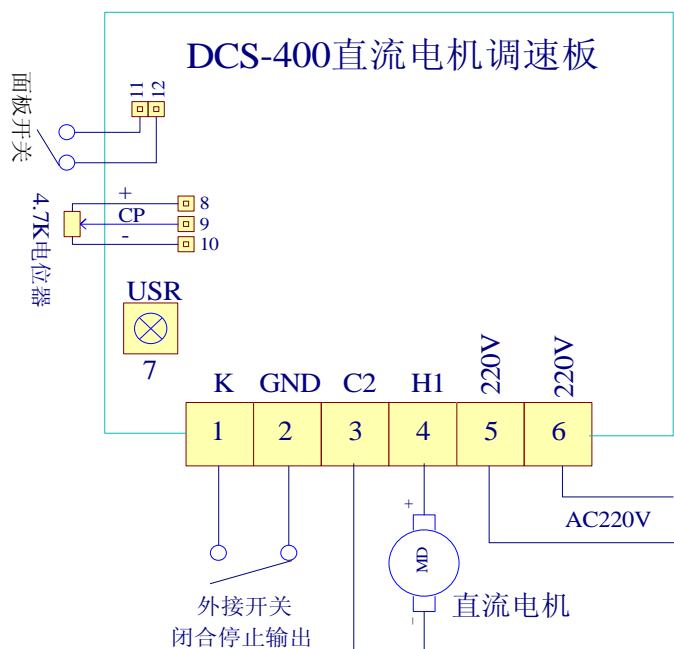 DCS-400直流电机调速板
面板开关
11
12
4.7K电位器
+
CP
-
8
9
10
USR
7
K
GND
C2
H1
220V
220V
1
2
3
4
5
6
+
MD
-
AC220V
外接开关
闭合停止输出
直流电机